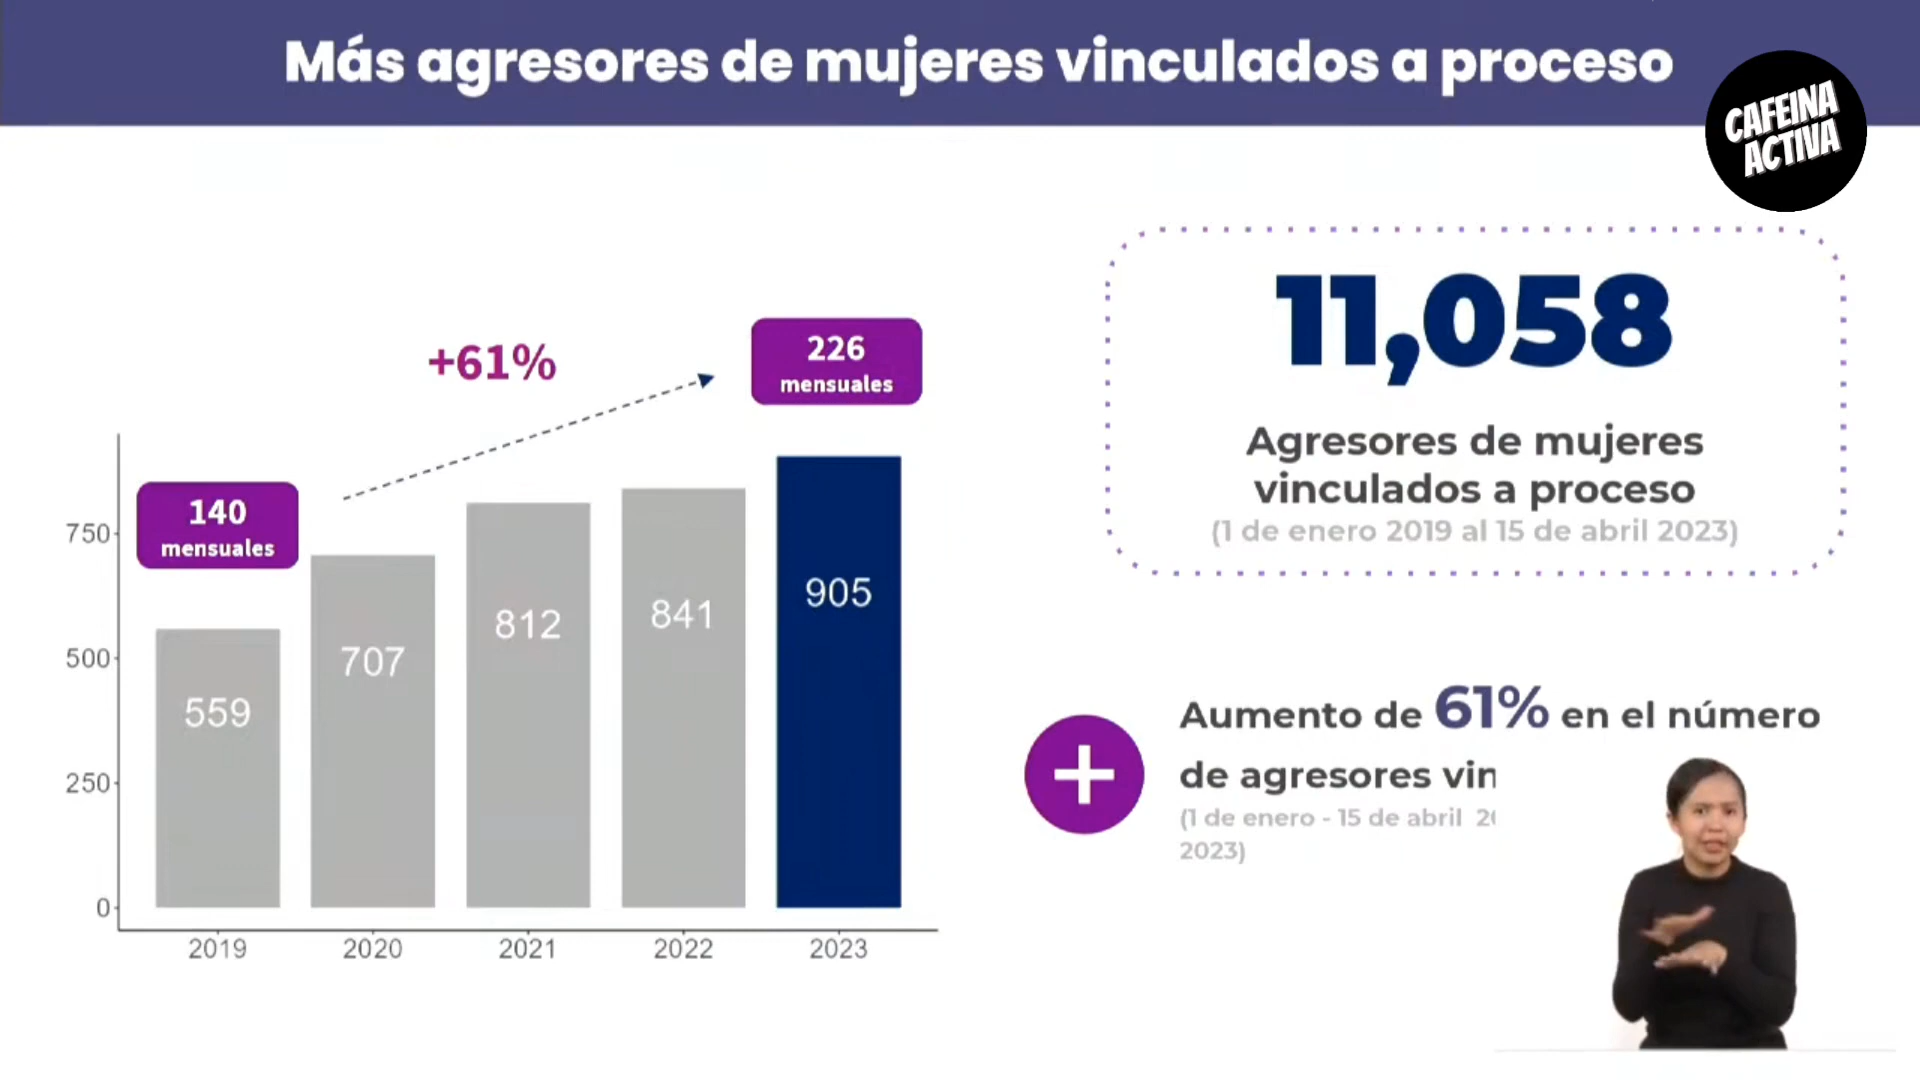 Más agresores de mujeres vinculados a proceso
CAFEINA
ACTIVA
+61%
226
mensuales
140
mensuales
750
500
250
0
559
707
812
841
905
2019
2020
2021
2022
2023
11,058
Agresores de mujeres
vinculados a proceso
(1 de enero 2019 al 15 de abril 2023)
+
Aumento de 61% en el número
de agresores
(1 de enero - 15 de abril
2023)